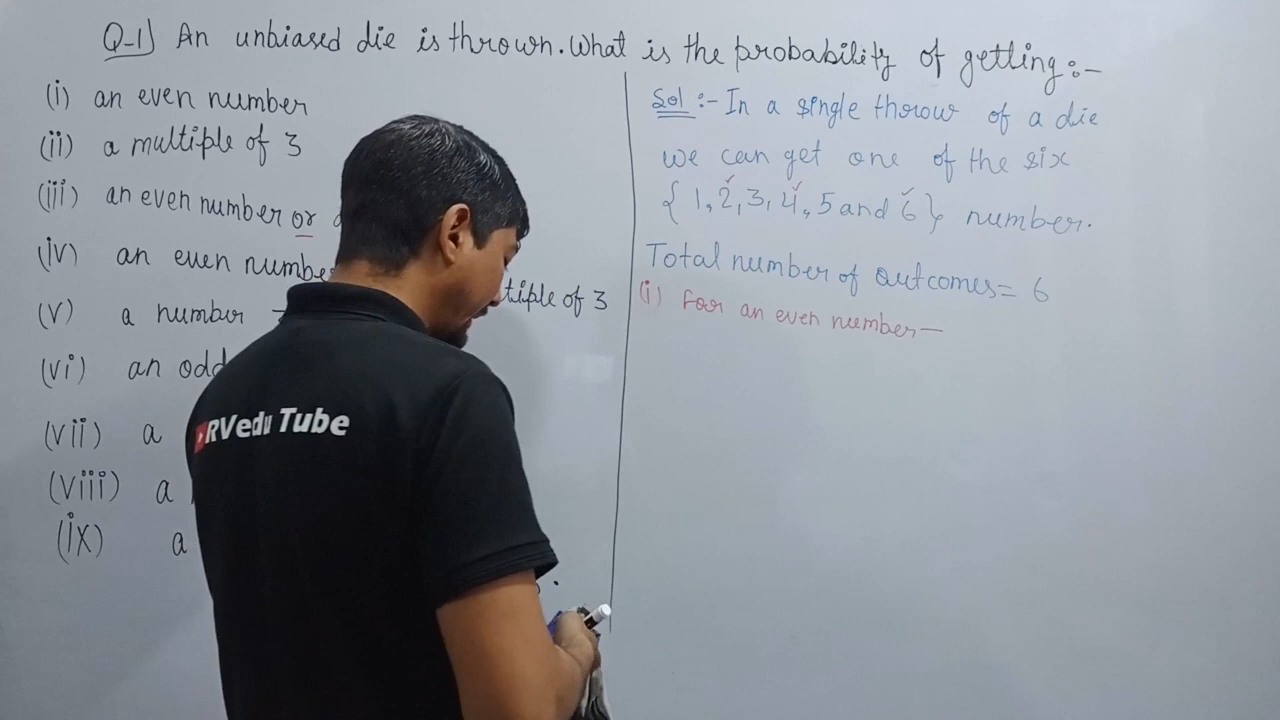 Q-1) An unbiased die is thrown. What is the probability of getting:-
(i) an even number
(ii) a multiple of 3
(iii) an even number or
(iv) an even number
tiple of 3
(v) a number
(vi) an odd
(vii) a
(viii) a
(ix) a
Sol :- In a single throw of a die
we can get one of the six
{ 1, 2, 3, 4, 5 and 6 } number.
Total number of outcomes = 6
(i) For an even number —
RVedu Tube